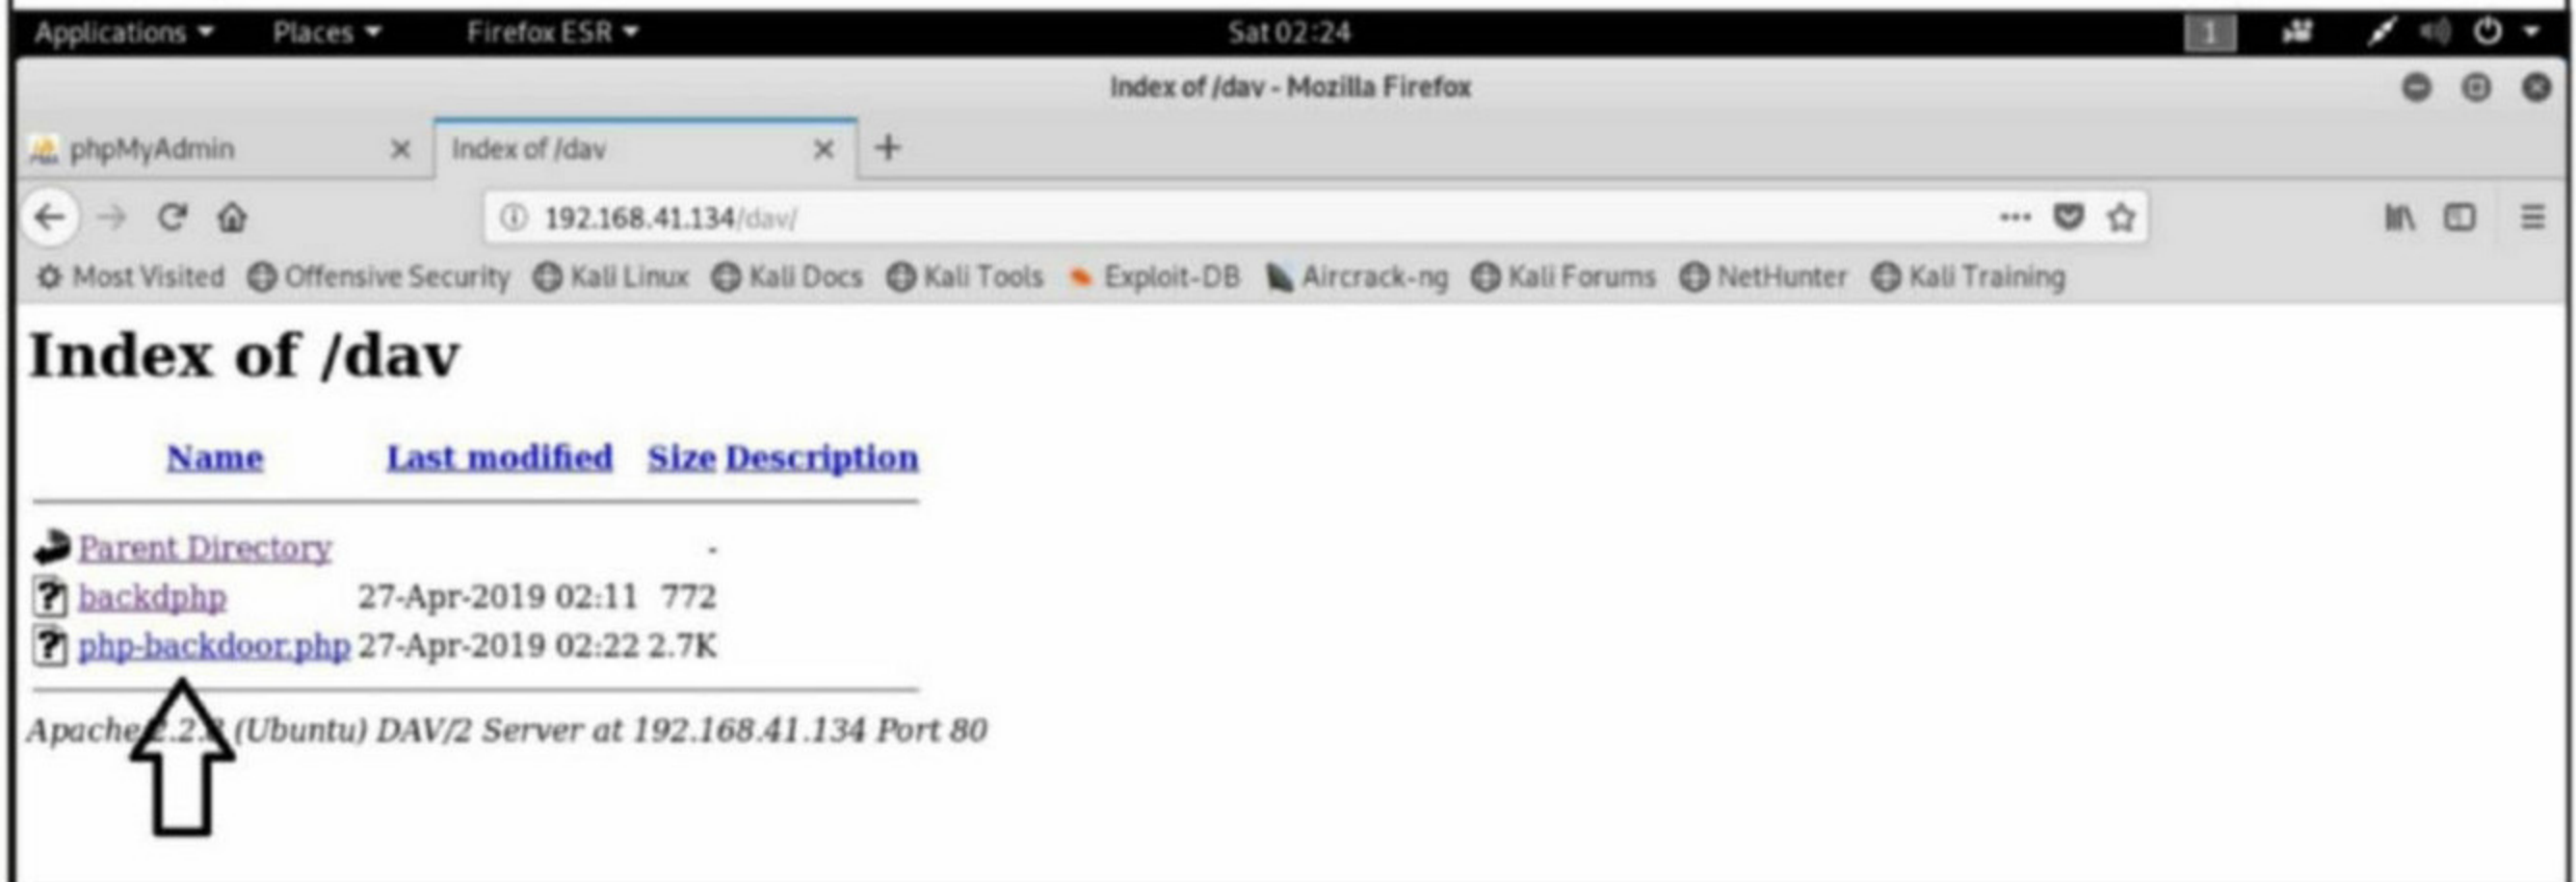 Applications Places Firefox ESR Sat 02:24 1
Index of /dav - Mozilla Firefox
phpMyAdmin Index of /dav
192.168.41.134/dav/
Most Visited Offensive Security Kali Linux Kali Docs Kali Tools Exploit-DB Aircrack-ng Kali Forums NetHunter Kali Training
Index of /dav
Name Last modified Size Description
Parent Directory -
backdphp 27-Apr-2019 02:11 772
php-backdoor.php 27-Apr-2019 02:22 2.7K
Apache (Ubuntu) DAV/2 Server at 192.168.41.134 Port 80